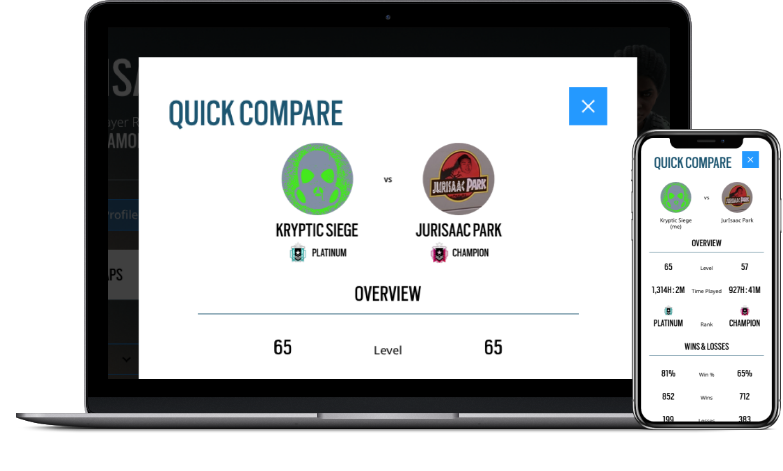 ISA
ayer R
AMO
rofile
APS
QUICK COMPARE
JURISAAC PARK
vs
KRYPTIC SIEGE
JURISAAC PARK
PLATINUM
CHAMPION
OVERVIEW
65 Level 65
QUICK COMPARE
vs
Kryptic Siege
(me)
Jurlsaac Park
OVERVIEW
65 Level 57
1,314H : 2M Time Played 927H : 41M
PLATINUM Rank CHAMPION
WINS & LOSSES
81% Win % 65%
852 Wins 712
199 Losses 383